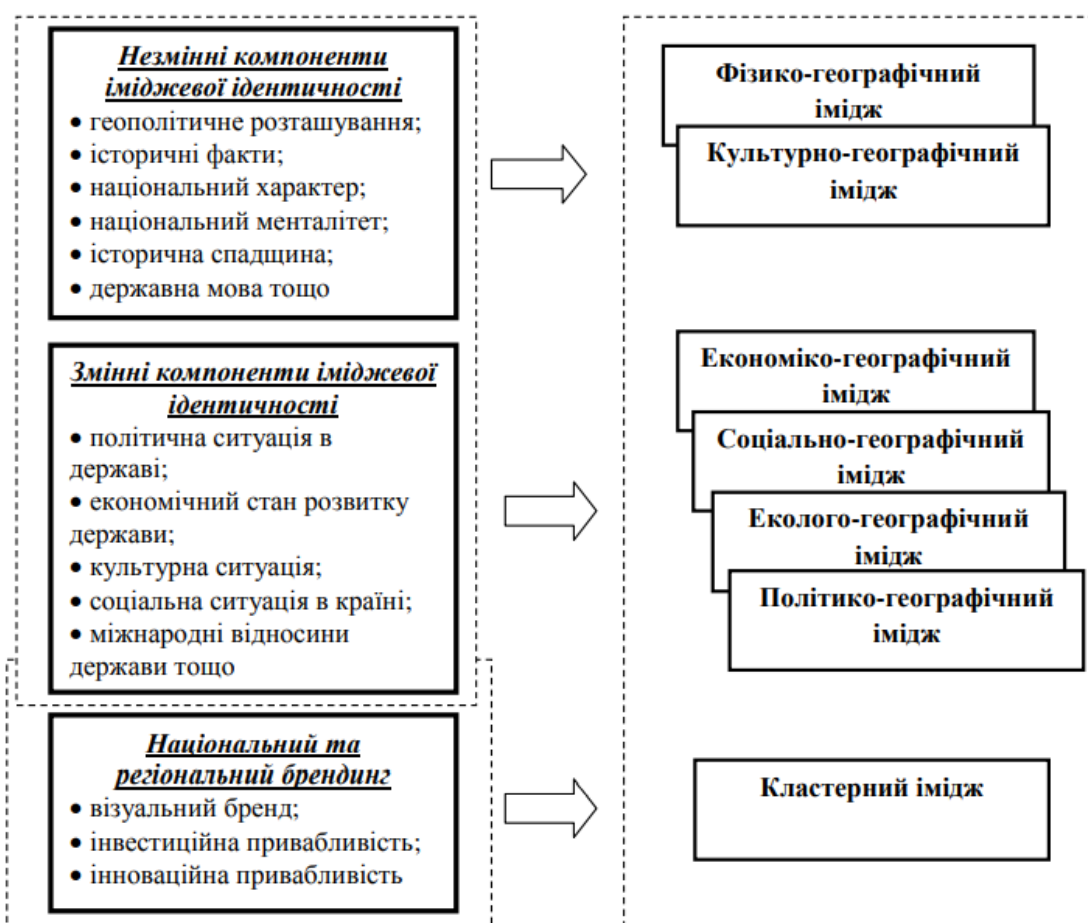 Незмінні компоненти
іміджевої ідентичності
• геополітичне розташування;
• історичні факти;
• національний характер;
• національний менталітет;
• історична спадщина;
• державна мова тощо
Фізико-географічний
імідж
Культурно-географічний
імідж
Змінні компоненти іміджевої
ідентичності
• політична ситуація в
державі;
• економічний стан розвитку
держави;
• культурна ситуація;
• соціальна ситуація в країні;
• міжнародні відносини
держави тощо
Економіко-географічний
імідж
Соціально-географічний
імідж
Еколого-географічний
імідж
Політико-географічний
імідж
Національний та
регіональний брендинг
• візуальний бренд;
• інвестиційна привабливість;
• інноваційна привабливість
Кластерний імідж